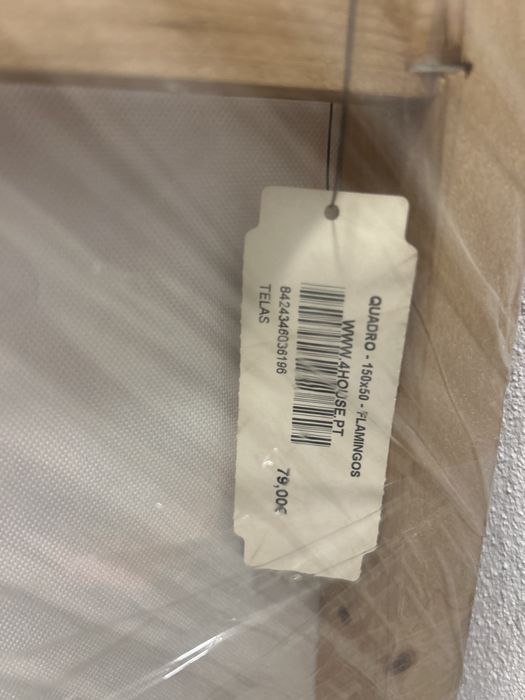 QUADRO - 150x50 - FLAMINGOS
WWW.4HOUSE.PT
8424346036196
TELAS
79,00€